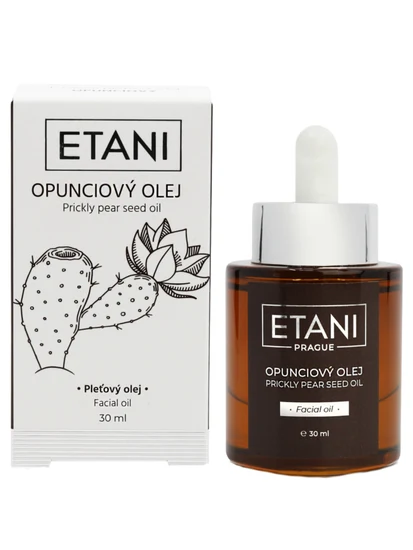 ETANI
OPUNCIOVÝ OLEJ
Prickly pear seed oil
• Pleťový olej •
Facial oil
30 ml
ETANI
PRAGUE
OPUNCIOVÝ OLEJ
PRICKLY PEAR SEED OIL
• Facial oil •
℮ 30 ml